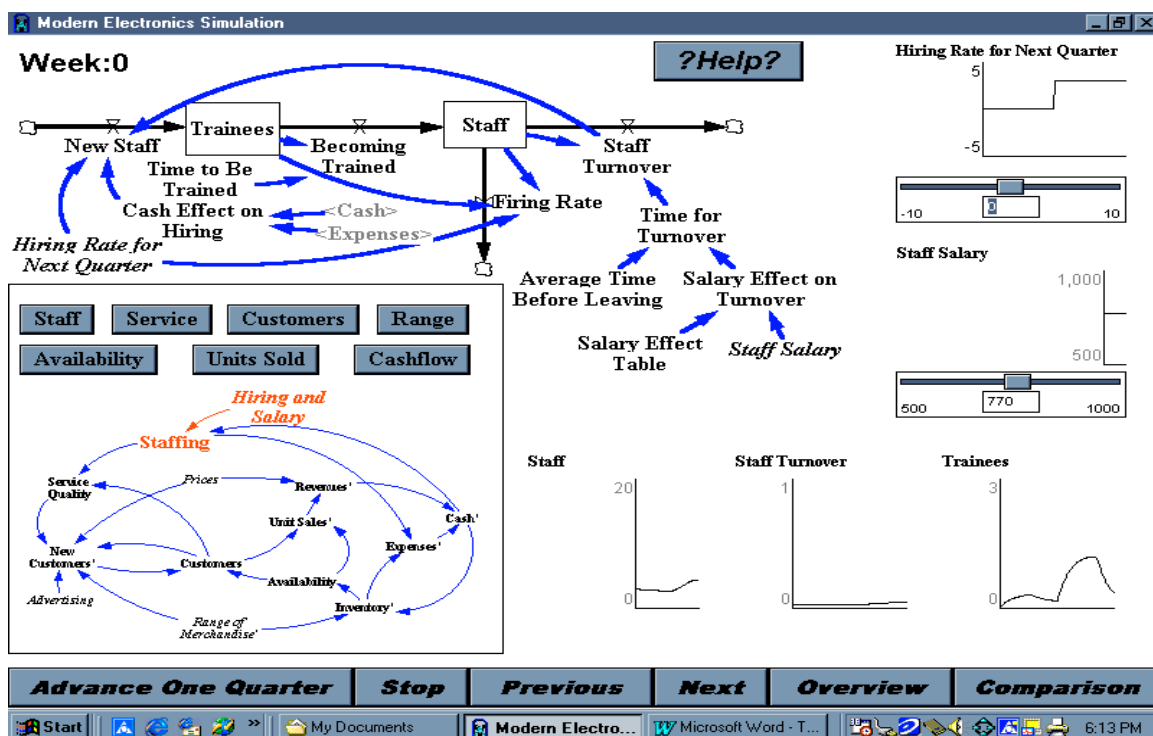 Modern Electronics Simulation
Week:0
?Help?
Hiring Rate for Next Quarter
5
-5
-10
0
10
Trainees
Staff
New Staff
Becoming
Trained
Staff
Turnover
Time to Be
Trained
Cash Effect on
Hiring
<Cash>
<Expenses>
Firing Rate
Hiring Rate for
Next Quarter
Time for
Turnover
Average Time
Before Leaving
Salary Effect on
Turnover
Salary Effect
Table
Staff Salary
Staff Salary
1,000
500
500
770
1000
Staff
Service
Customers
Range
Availability
Units Sold
Cashflow
Hiring and
Salary
Staffing
Service
Quality
Prices
Revenues'
Unit Sales'
Cash'
Expenses'
New
Customers'
Customers
Availability
Advertising
Inventory'
Range of
Merchandise'
Staff
20
0
Staff Turnover
1
0
Trainees
3
0
Advance One Quarter
Stop
Previous
Next
Overview
Comparison
Start
»
My Documents
Modern Electro...
Microsoft Word - T...
6:13 PM